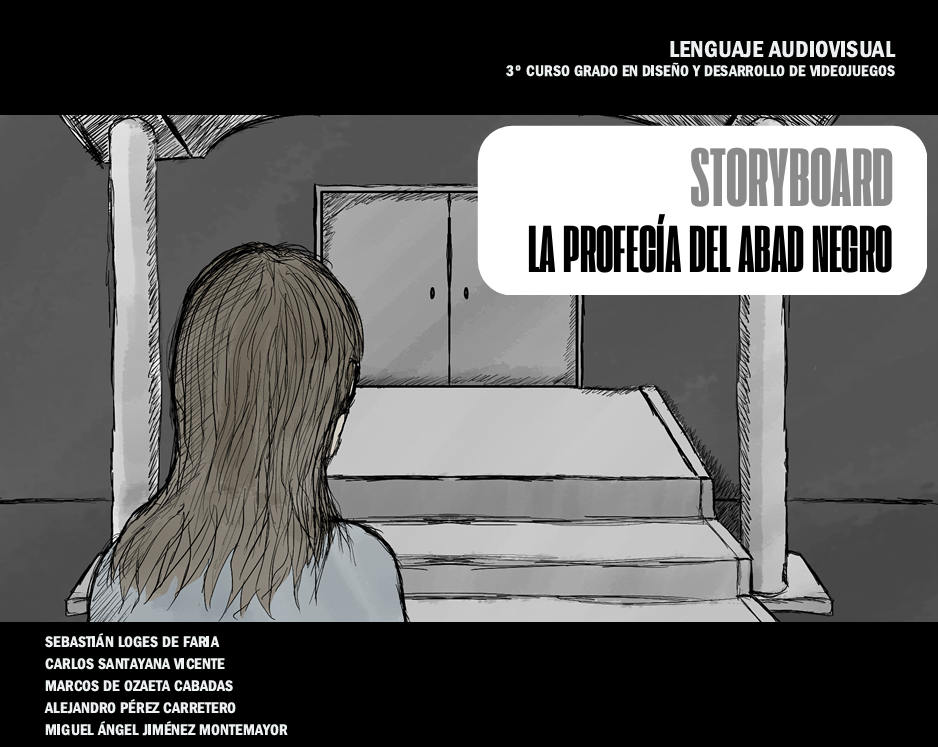 LENGUAJE AUDIOVISUAL
3º CURSO GRADO EN DISEÑO Y DESARROLLO DE VIDEOJUEGOS
STORYBOARD
LA PROFECÍA DEL ABAD NEGRO
SEBASTIÁN LOGES DE FARIA
CARLOS SANTAYANA VICENTE
MARCOS DE OZAETA CABADAS
ALEJANDRO PÉREZ CARRETERO
MIGUEL ÁNGEL JIMÉNEZ MONTEMAYOR